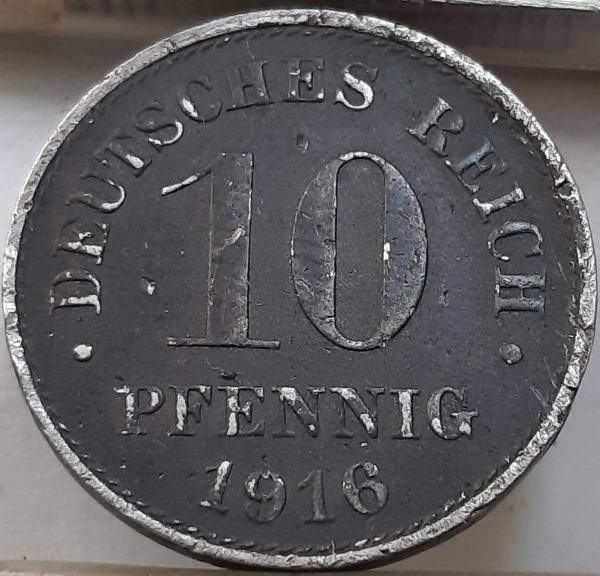 DEUTSCHES REICH
10
PFENNIG
1916